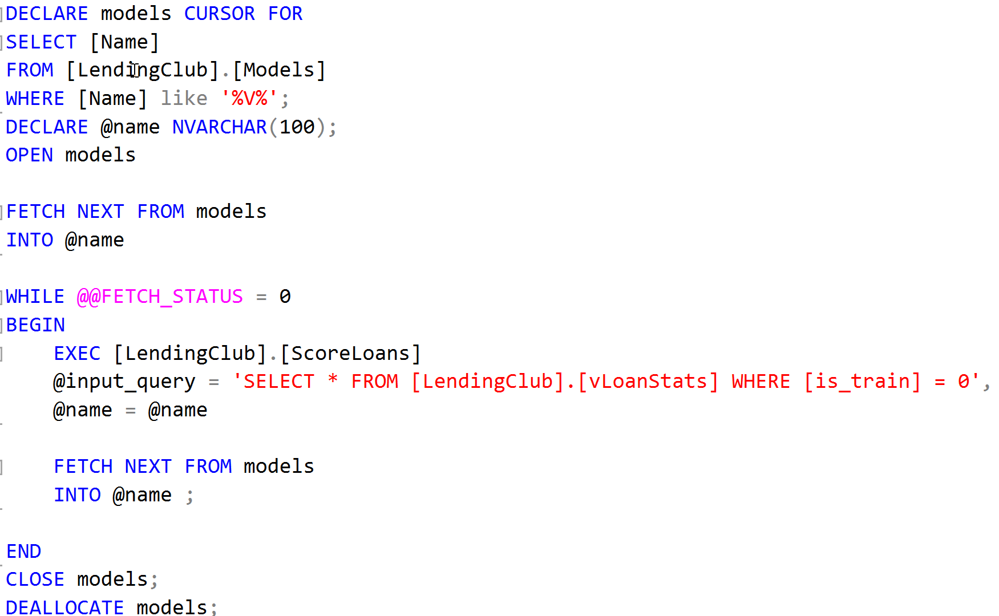 DECLARE models CURSOR FOR
SELECT [Name]
FROM [LendingClub].[Models]
WHERE [Name] like '%V%';
DECLARE @name NVARCHAR(100);
OPEN models
FETCH NEXT FROM models
INTO @name
WHILE @@FETCH_STATUS = 0
BEGIN
EXEC [LendingClub].[ScoreLoans]
@input_query = 'SELECT * FROM [LendingClub].[vLoanStats] WHERE [is_train] = 0',
@name = @name
FETCH NEXT FROM models
INTO @name ;
END
CLOSE models;
DEALLOCATE models;